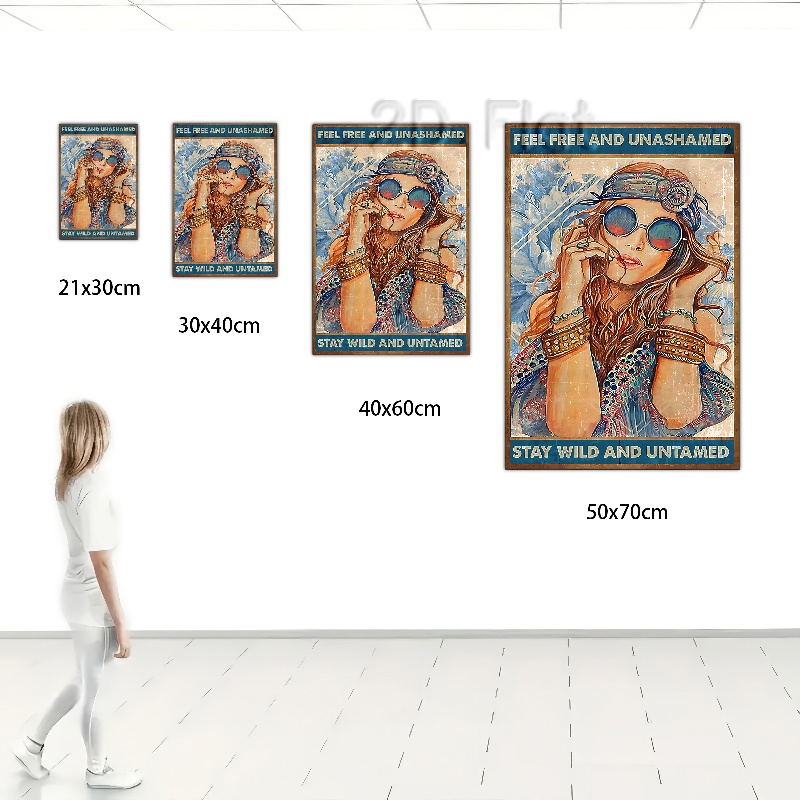 2D Flat
FEEL FREE AND UNASHAMED
STAY WILD AND UNTAMED
21x30cm
FEEL FREE AND UNASHAMED
STAY WILD AND UNTAMED
30x40cm
FEEL FREE AND UNASHAMED
STAY WILD AND UNTAMED
40x60cm
FEEL FREE AND UNASHAMED
STAY WILD AND UNTAMED
50x70cm